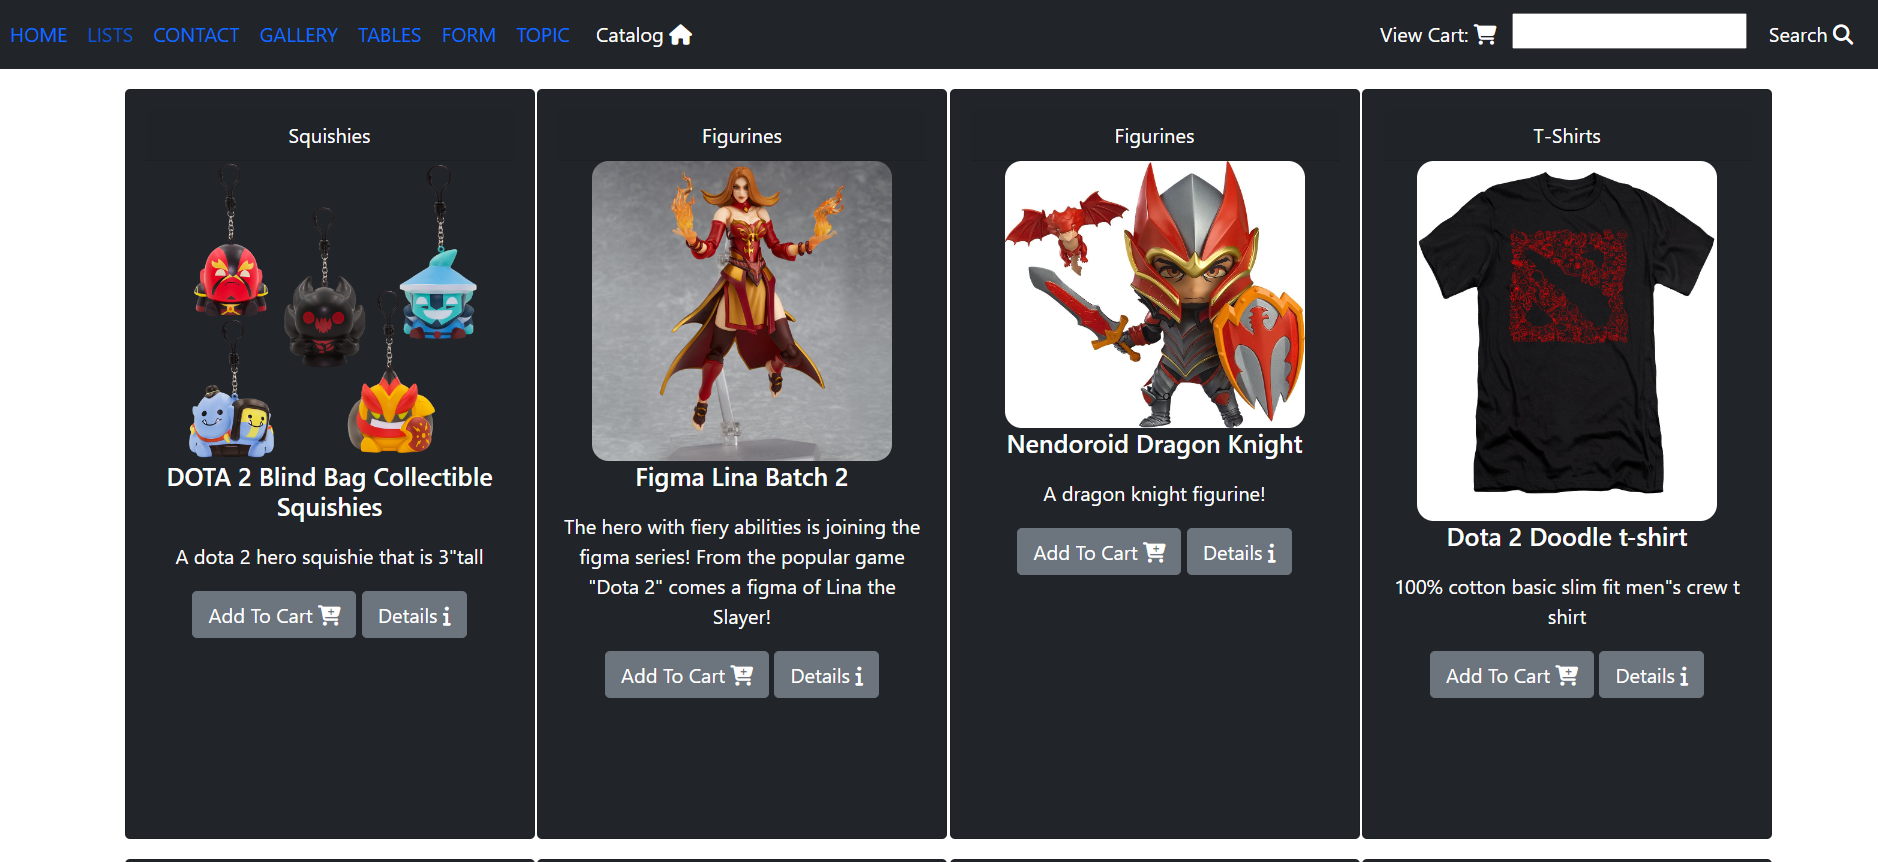 HOME LISTS CONTACT GALLERY TABLES FORM TOPIC Catalog View Cart: Search
Squishies
DOTA 2 Blind Bag Collectible
Squishies
A dota 2 hero squishie that is 3"tall
Add To Cart Details
Figurines
Figma Lina Batch 2
The hero with fiery abilities is joining the
figma series! From the popular game
"Dota 2" comes a figma of Lina the
Slayer!
Add To Cart Details
Figurines
Nendoroid Dragon Knight
A dragon knight figurine!
Add To Cart Details
T-Shirts
Dota 2 Doodle t-shirt
100% cotton basic slim fit men"s crew t
shirt
Add To Cart Details